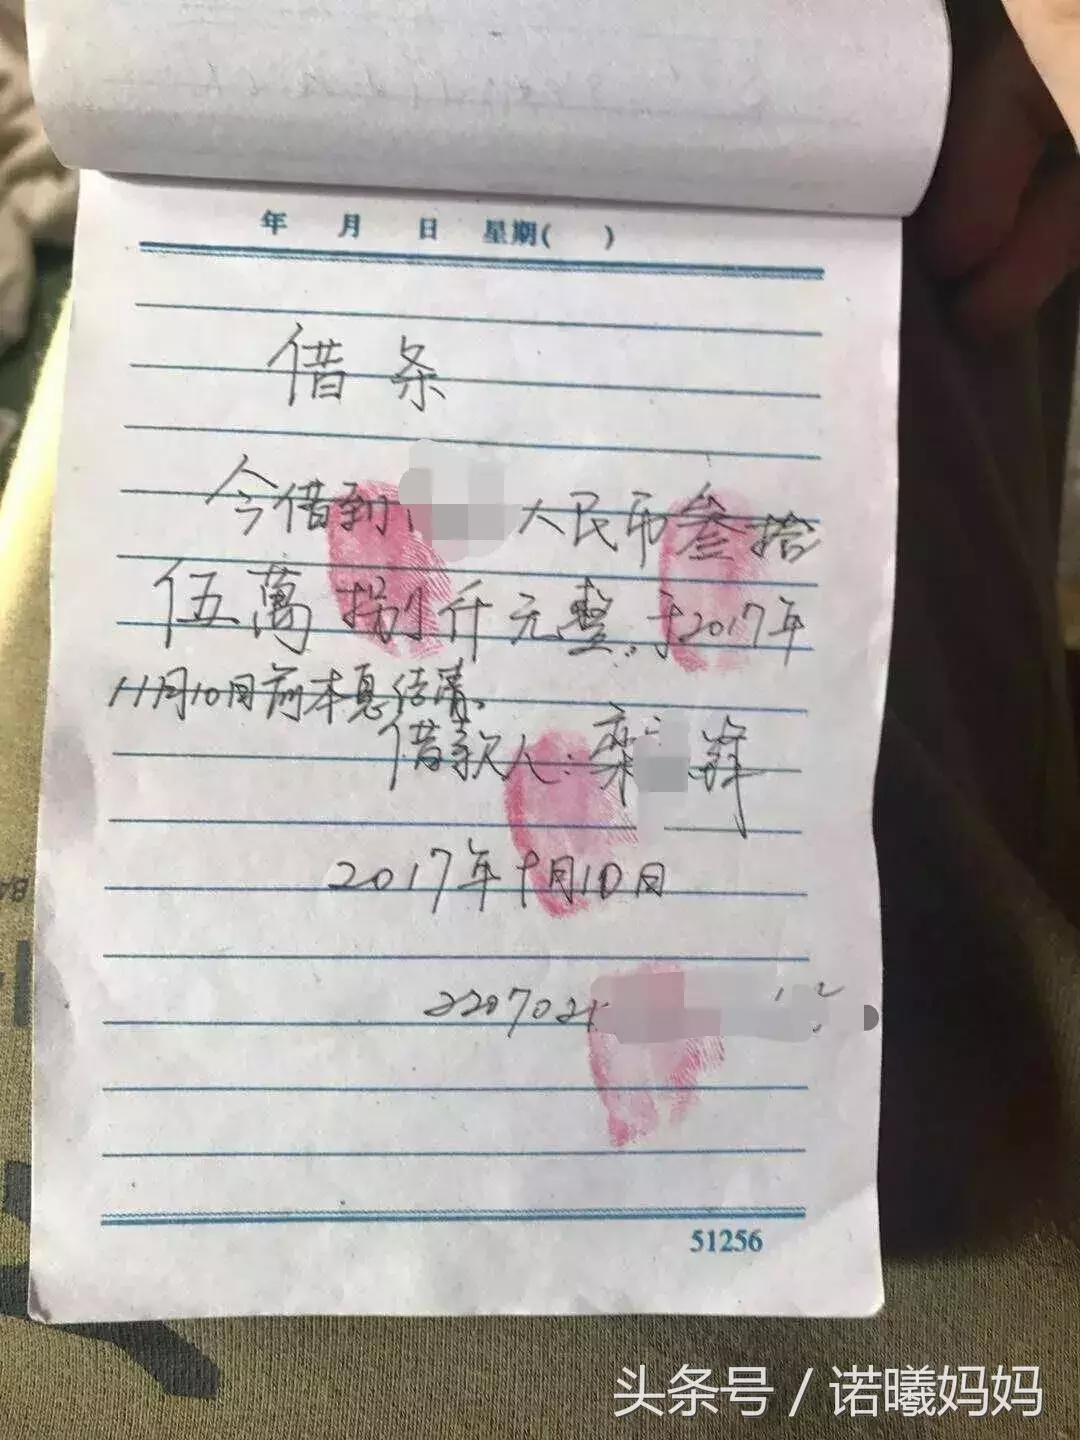 年 月 日 星期( )
借条
今借到 人民币叁拾
伍萬捌仟元整.于2017年
11月10日前本息结清。
借款人:栾
2017年十月10日
220702
51256
头条号 / 诺曦妈妈